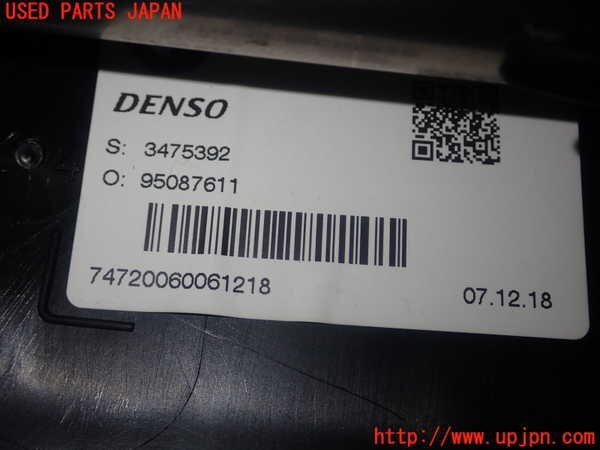 USED PARTS JAPAN
DENSO
S: 3475392
O: 95087611
74720060061218
07.12.18
http://www.upjpn.com/